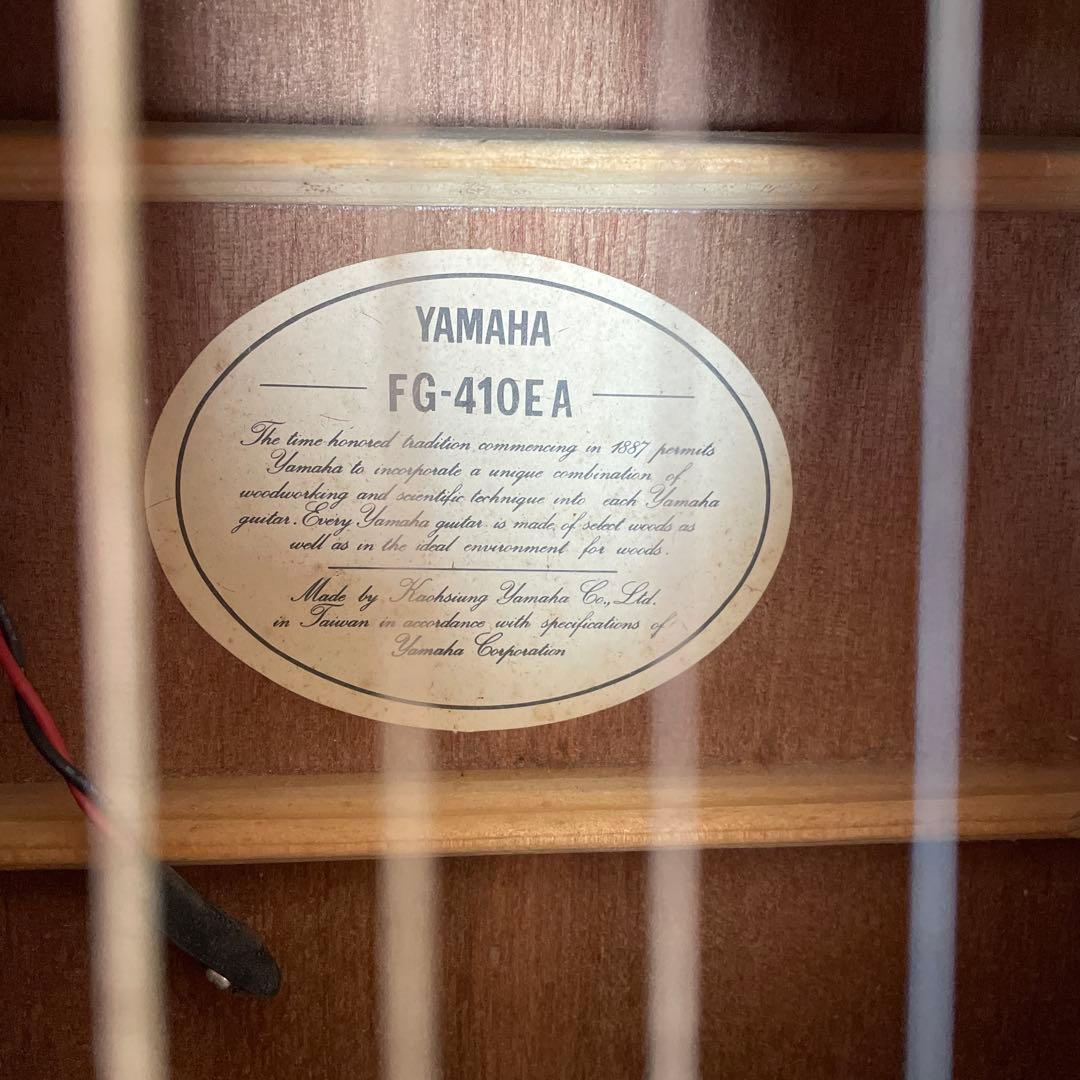 YAMAHA
FG-410EA
The time-honored tradition commencing in 1887 permits
Yamaha to incorporate a unique combination of
woodworking and scientific technique into each Yamaha
guitar. Every Yamaha guitar is made of select woods as
well as in the ideal environment for woods.
Made by Kaohsiung Yamaha Co., Ltd.
in Taiwan in accordance with specifications of
Yamaha Corporation